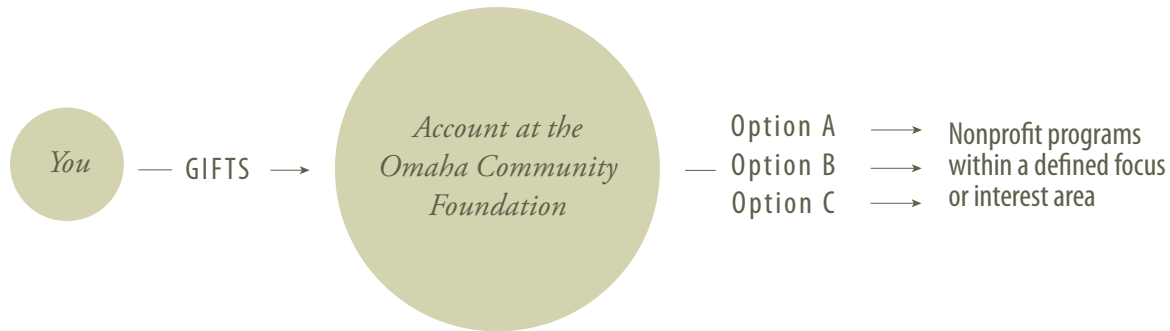 You
GIFTS
Account at the
Omaha Community
Foundation
Option A
Option B
Option C
Nonprofit programs
within a defined focus
or interest area